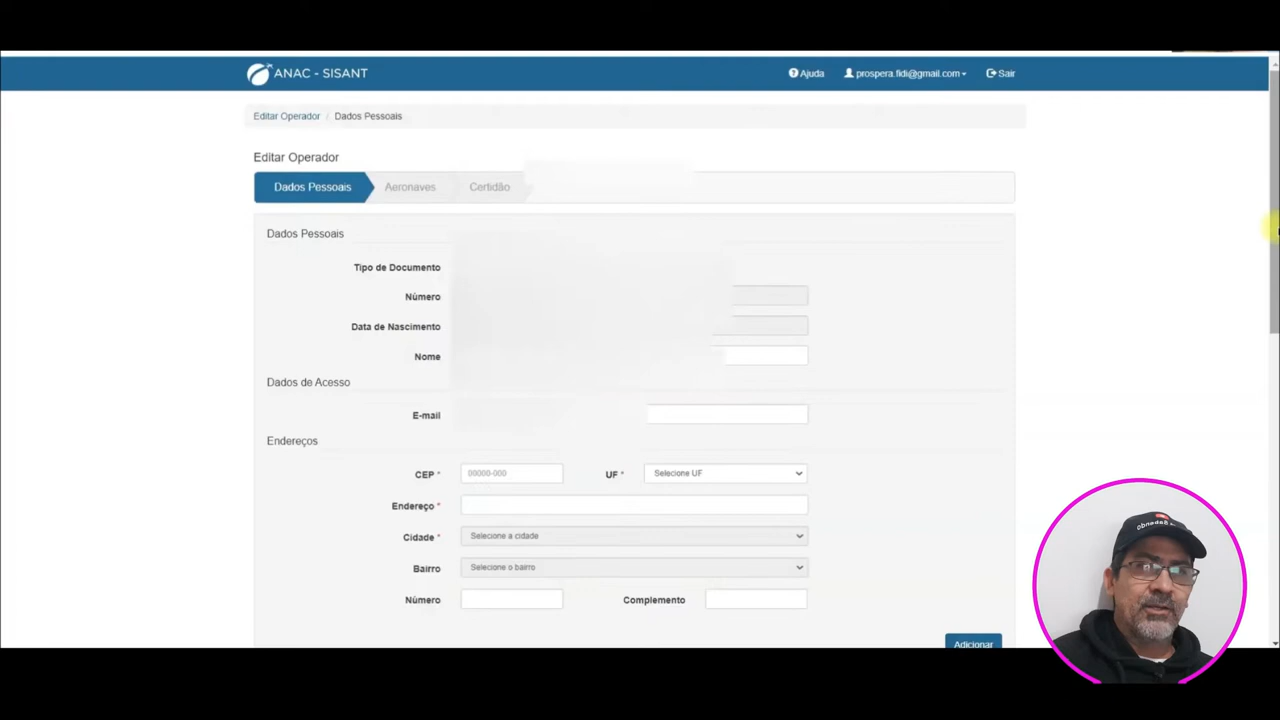 ANAC - SISANT
Ajuda
prospera.fidi@gmail.com
Sair
Editar Operador / Dados Pessoais
Editar Operador
Dados Pessoais
Aeronaves
Certidão
Dados Pessoais
Tipo de Documento
Número
Data de Nascimento
Nome
Dados de Acesso
E-mail
Endereços
CEP * 00000-000 UF * Selecione UF
Endereço *
Cidade * Selecione a cidade
Bairro Selecione o bairro
Número Complemento
Adicionar